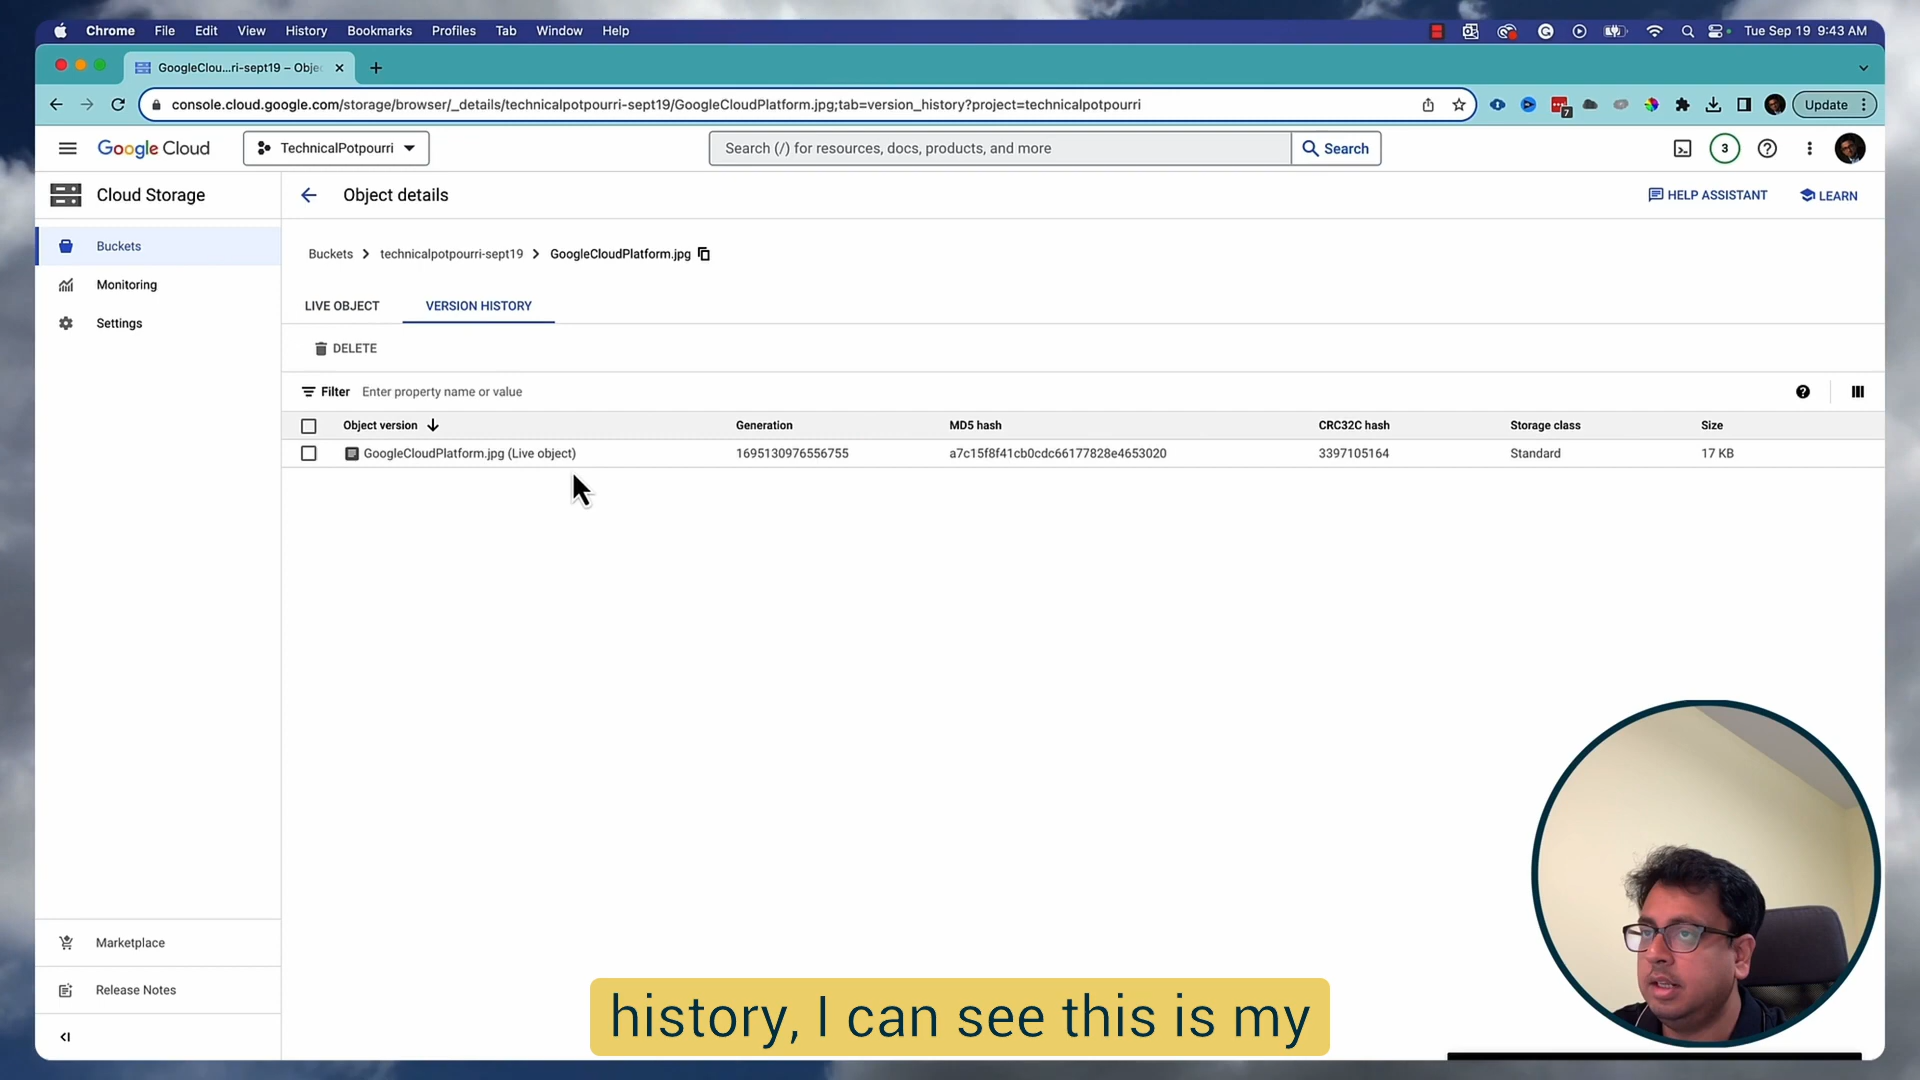 Chrome File Edit View History Bookmarks Profiles Tab Window Help Tue Sep 19 9:43 AM
GoogleClou...ri-sept19 – Obje
console.cloud.google.com/storage/browser/_details/technicalpotpourri-sept19/GoogleCloudPlatform.jpg;tab=version_history?project=technicalpotpourri
7
Update
Google Cloud TechnicalPotpourri Search (/) for resources, docs, products, and more Search 3
Cloud Storage Object details HELP ASSISTANT LEARN
Buckets
Monitoring
Settings
Buckets technicalpotpourri-sept19 GoogleCloudPlatform.jpg
LIVE OBJECT VERSION HISTORY
DELETE
Filter Enter property name or value
Object version Generation MD5 hash CRC32C hash Storage class Size
GoogleCloudPlatform.jpg (Live object) 1695130976556755 a7c15f8f41cb0cdc66177828e4653020 3397105164 Standard 17 KB
Marketplace
Release Notes
history, I can see this is my